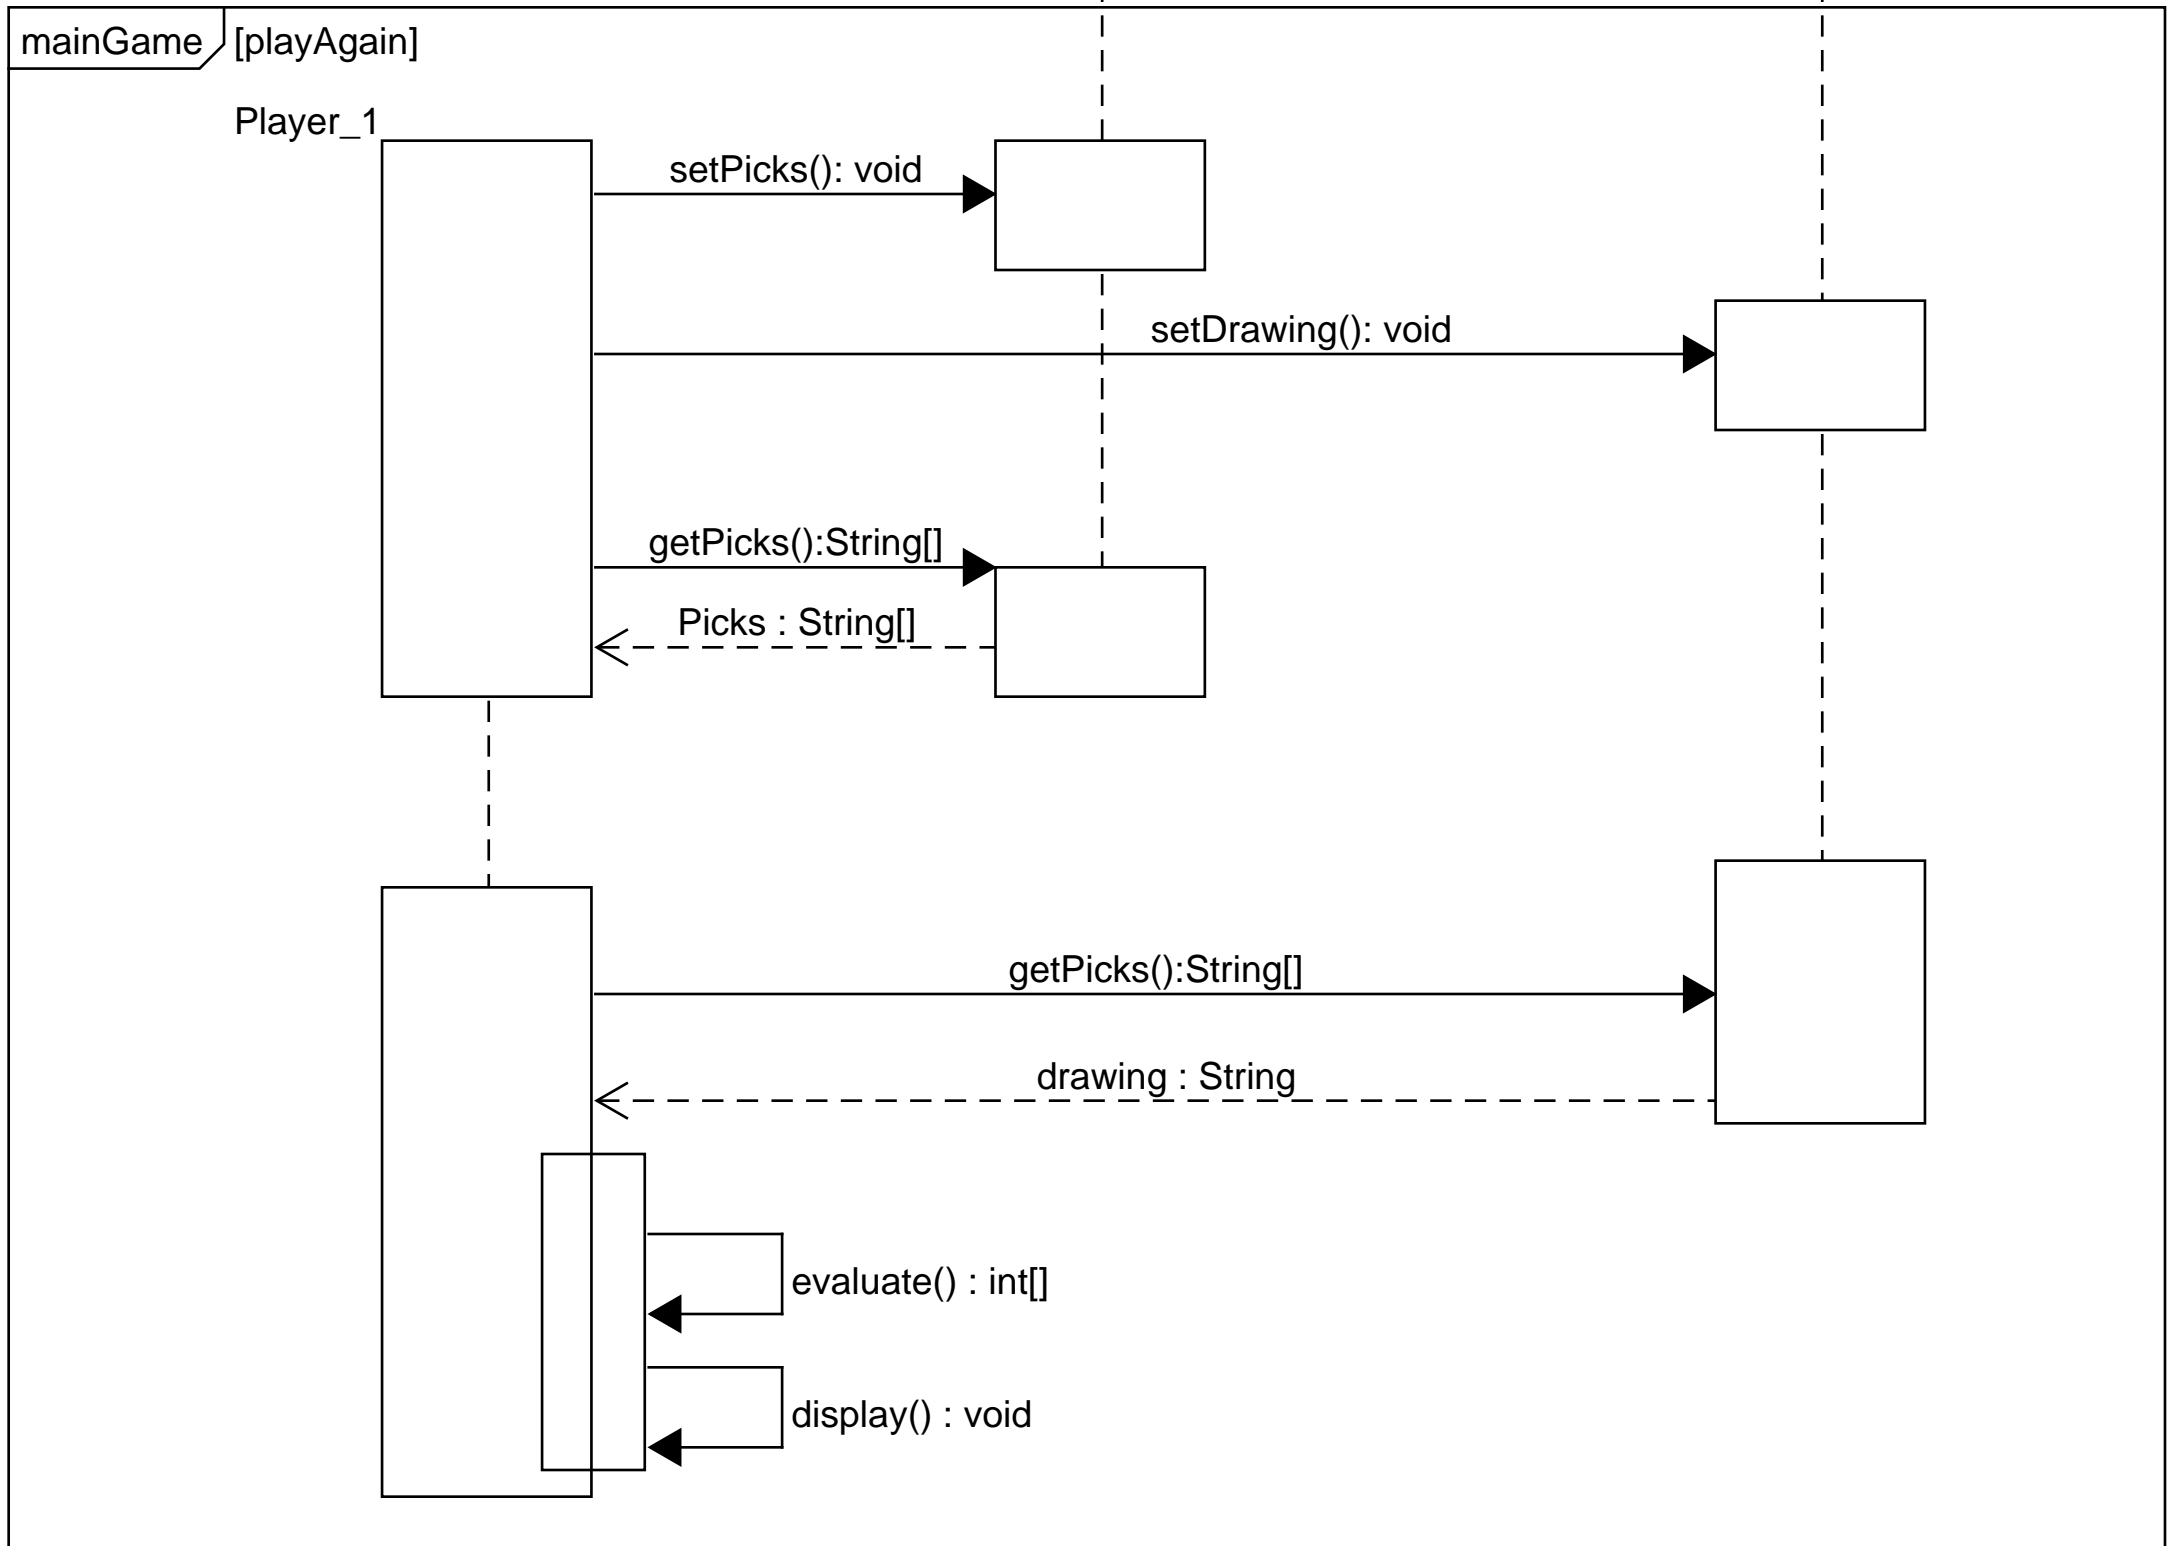 mainGame [playAgain]
Player_1
setPicks(): void
setDrawing(): void
getPicks():String[]
Picks : String[]
getPicks():String[]
drawing : String
evaluate() : int[]
display() : void